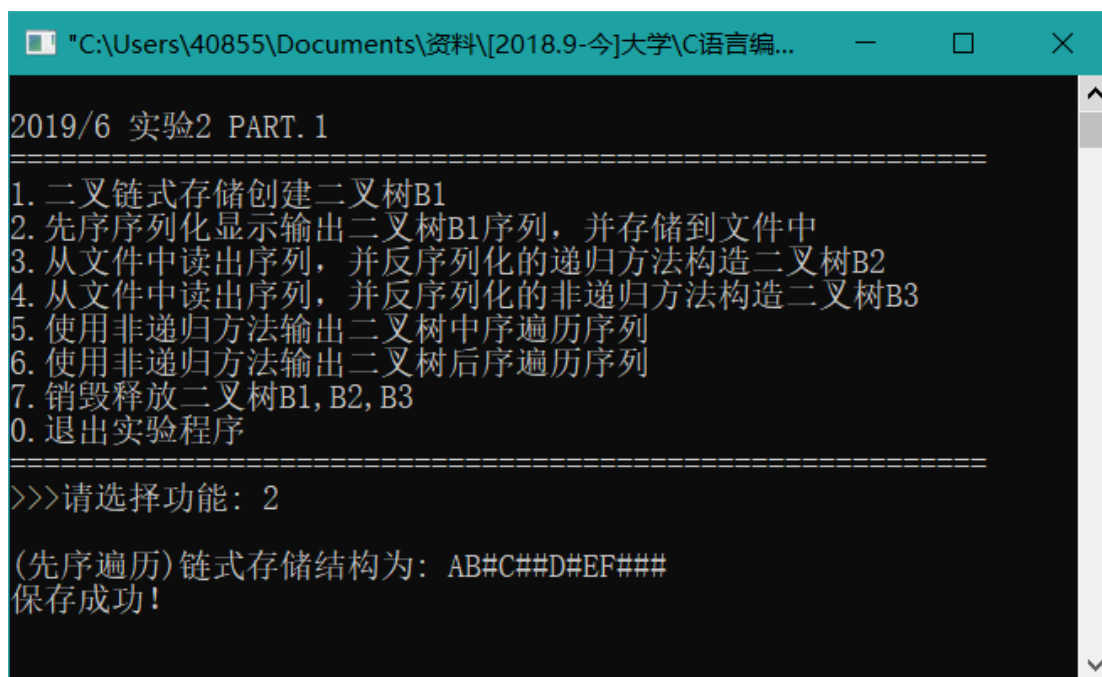 "C:\Users\40855\Documents\资料\[2018.9-今]大学\C语言编...
2019/6 实验2 PART.1
==========================================================
1.二叉链式存储创建二叉树B1
2.先序序列化显示输出二叉树B1序列，并存储到文件中
3.从文件中读出序列，并反序列化的递归方法构造二叉树B2
4.从文件中读出序列，并反序列化的非递归方法构造二叉树B3
5.使用非递归方法输出二叉树中序遍历序列
6.使用非递归方法输出二叉树后序遍历序列
7.销毁释放二叉树B1,B2,B3
0.退出实验程序
==========================================================
>>>请选择功能: 2
(先序遍历)链式存储结构为: AB#C##D#EF###
保存成功!